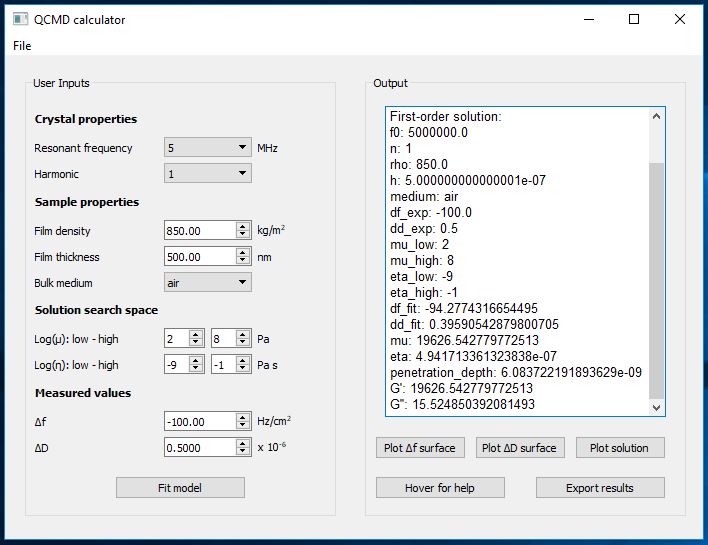 QCMD calculator
File
User Inputs
Crystal properties
Resonant frequency 5 MHz
Harmonic 1
Sample properties
Film density 850.00 kg/m²
Film thickness 500.00 nm
Bulk medium air
Solution search space
Log(μ): low - high 2 8 Pa
Log(η): low - high -9 -1 Pa s
Measured values
Δf -100.00 Hz/cm²
ΔD 0.5000 x 10⁻⁶
Fit model
Output
First-order solution:
f0: 5000000.0
n: 1
rho: 850.0
h: 5.000000000000001e-07
medium: air
df_exp: -100.0
dd_exp: 0.5
mu_low: 2
mu_high: 8
eta_low: -9
eta_high: -1
df_fit: -94.2774316654495
dd_fit: 0.39590542879800705
mu: 19626.542779772513
eta: 4.941713361323838e-07
penetration_depth: 6.083722191893629e-09
G': 19626.542779772513
G": 15.524850392081493
Plot Δf surface Plot ΔD surface Plot solution
Hover for help Export results